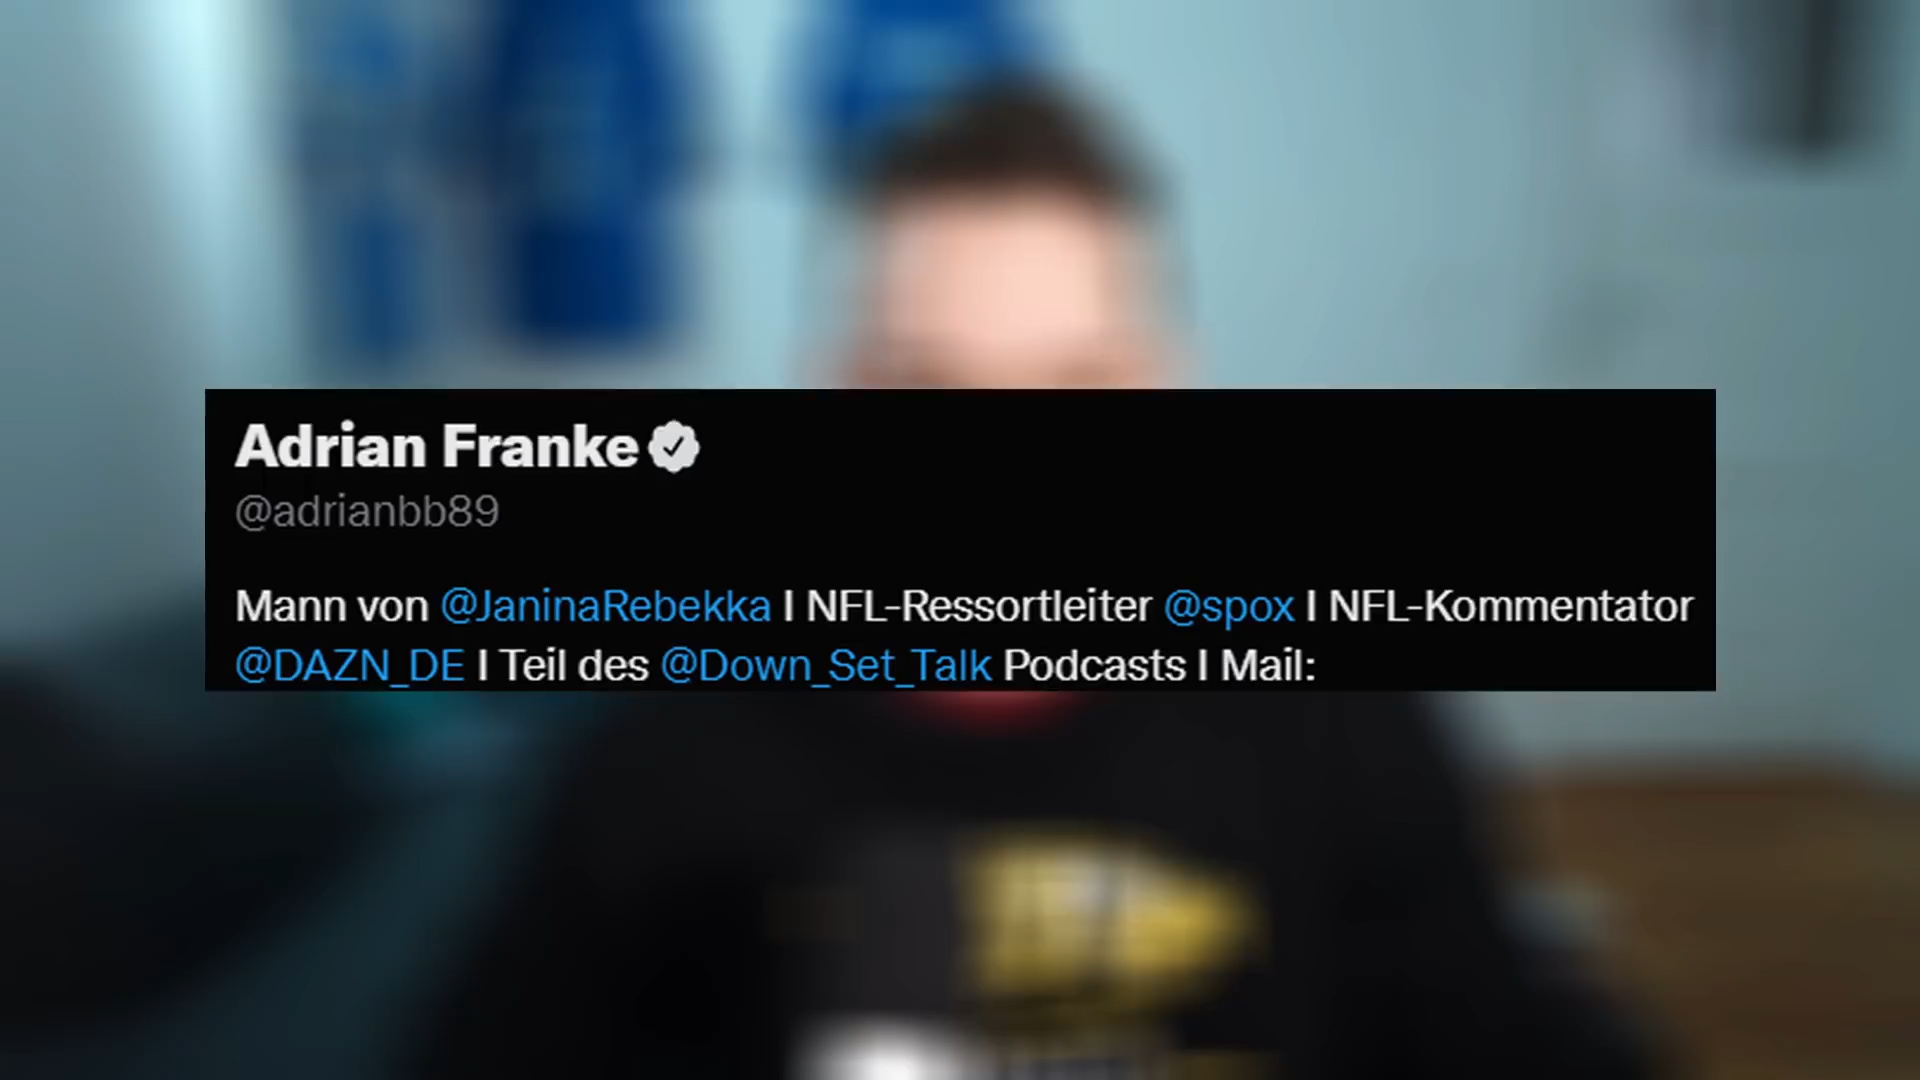 Adrian Franke
@adrianbb89
Mann von @JaninaRebekka I NFL-Ressortleiter @spox I NFL-Kommentator
@DAZN_DE I Teil des @Down_Set_Talk Podcasts I Mail: